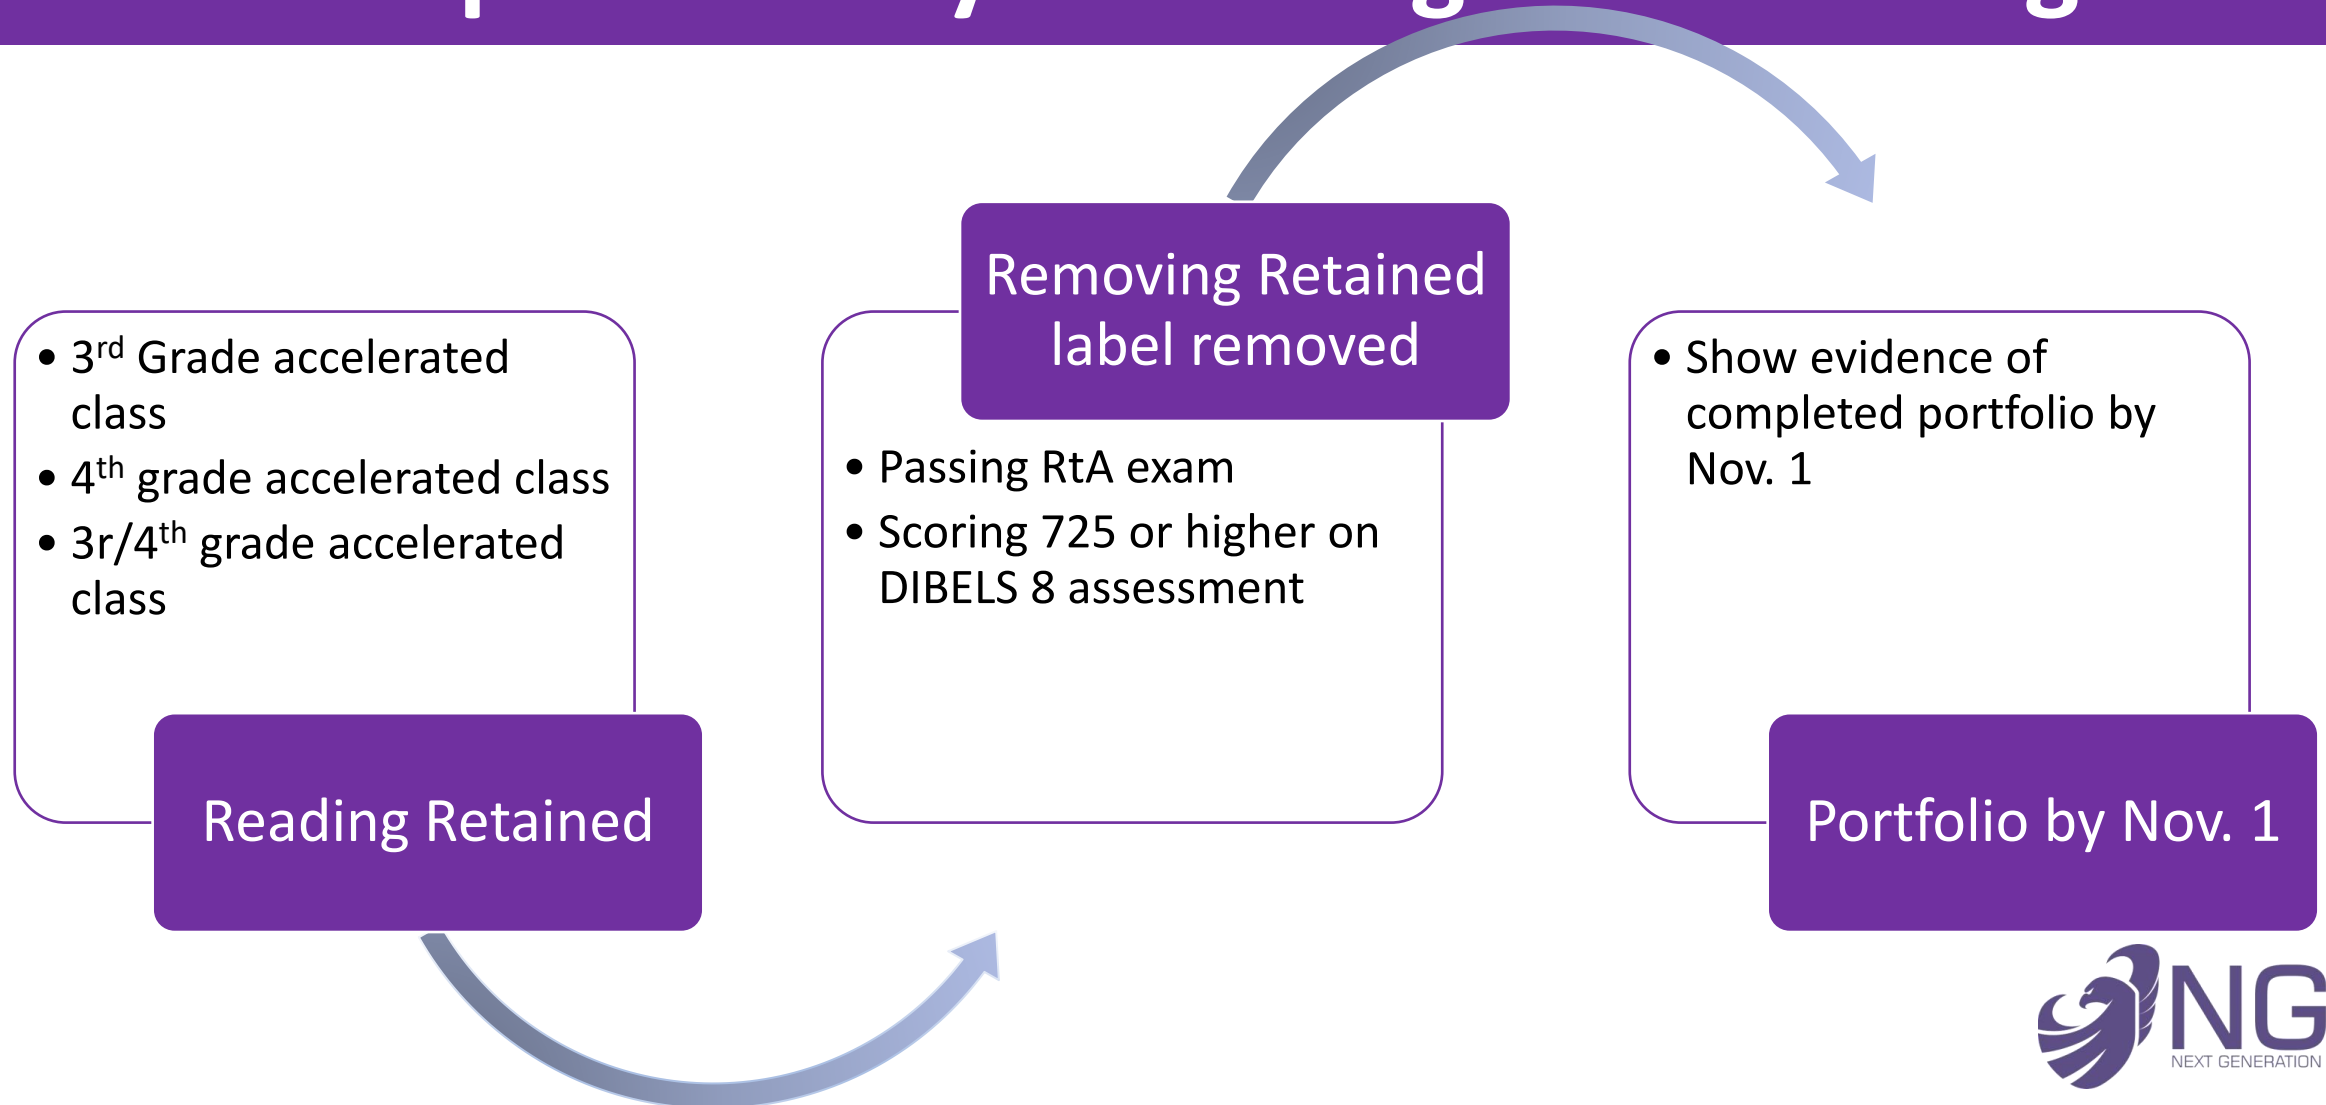 • 3rd Grade accelerated
class
• 4th grade accelerated class
• 3r/4th grade accelerated
class
Reading Retained
Removing Retained
label removed
• Passing RtA exam
• Scoring 725 or higher on
DIBELS 8 assessment
• Show evidence of
completed portfolio by
Nov. 1
Portfolio by Nov. 1
NG
NEXT GENERATION